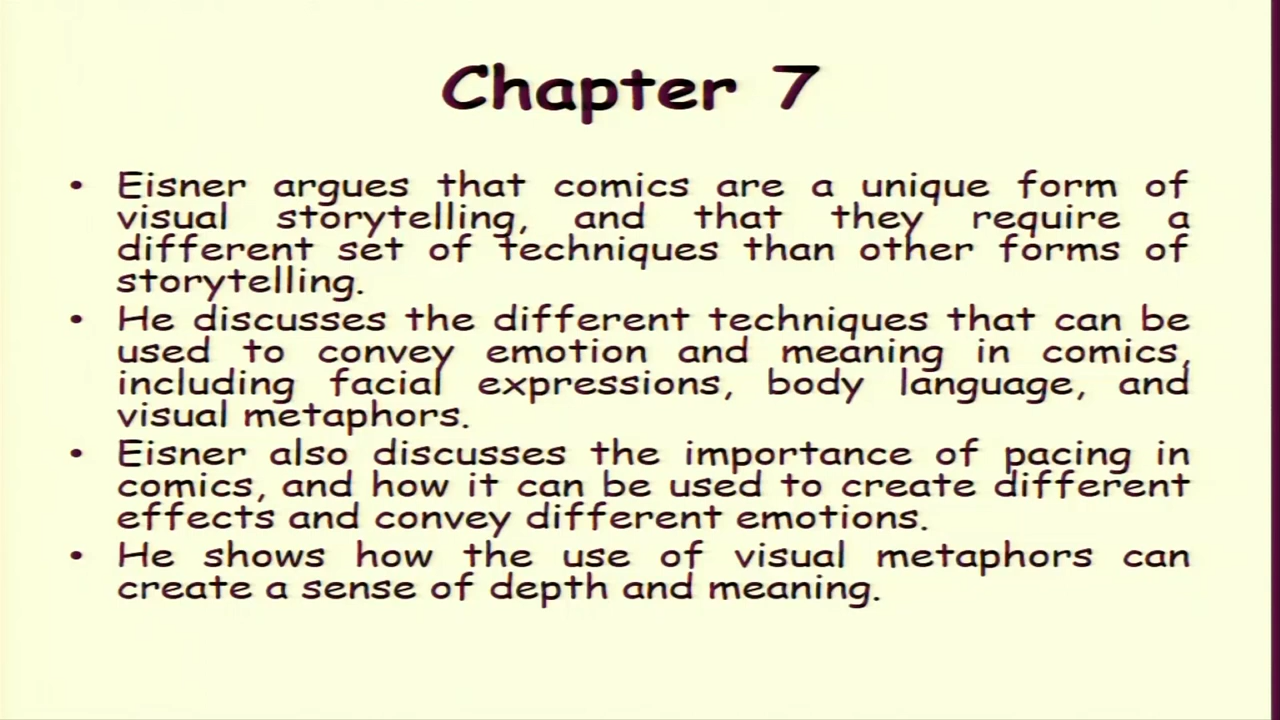 Chapter 7
• Eisner argues that comics are a unique form of
visual storytelling, and that they require a
different set of techniques than other forms of
storytelling.
• He discusses the different techniques that can be
used to convey emotion and meaning in comics,
including facial expressions, body language, and
visual metaphors.
• Eisner also discusses the importance of pacing in
comics, and how it can be used to create different
effects and convey different emotions.
• He shows how the use of visual metaphors can
create a sense of depth and meaning.